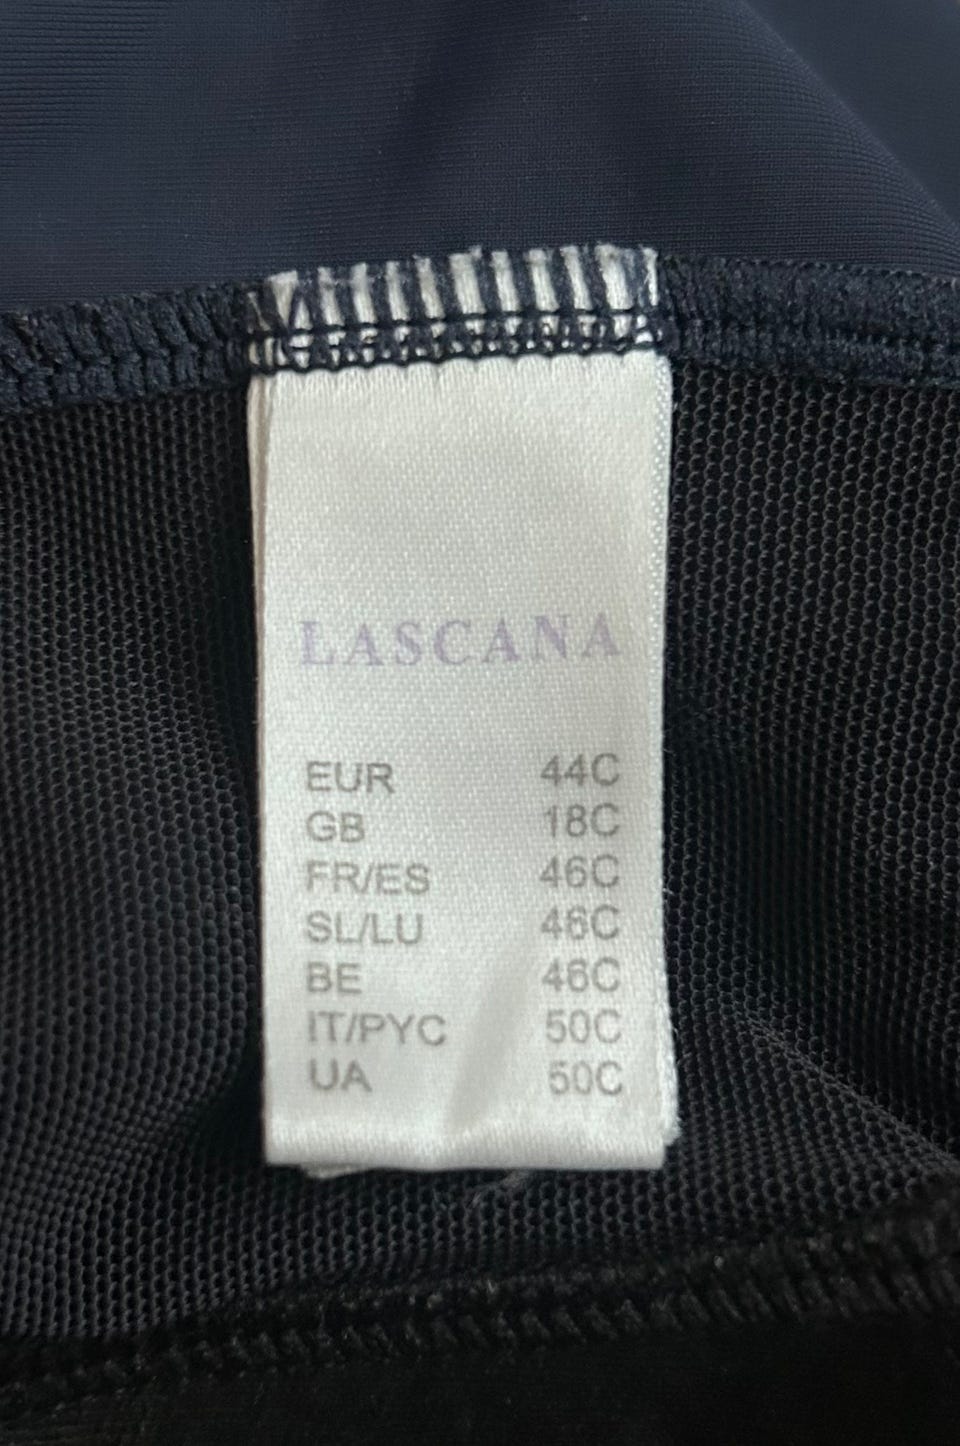 LASCANA
EUR 44C
GB 18C
FR/ES 46C
SL/LU 46C
BE 46C
IT/PYC 50C
UA 50C